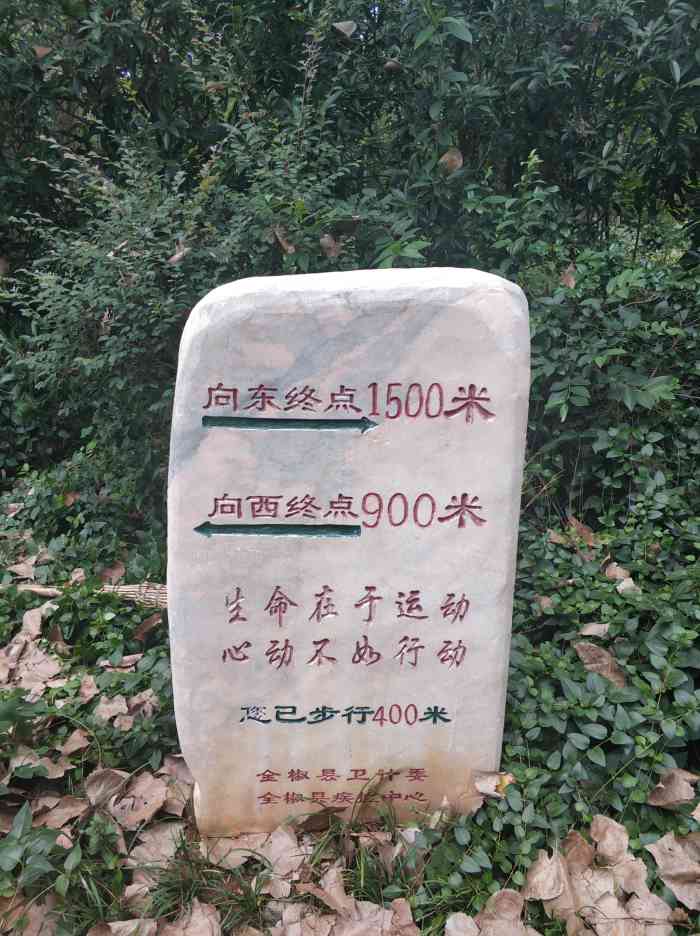 向东终点1500米
向西终点900米
生命在于运动
心动不如行动
您已步行400米
全椒县卫计委
全椒县疾控中心